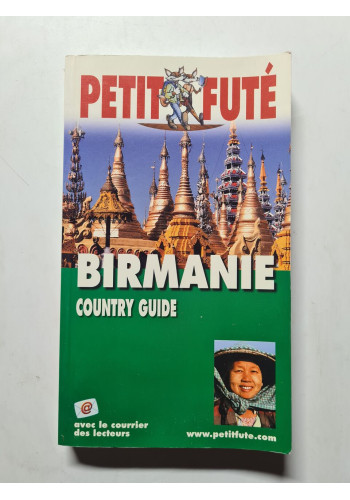 PETIT FUTÉ
BIRMANIE
COUNTRY GUIDE
@
avec le courrier
des lecteurs
www.petitfute.com